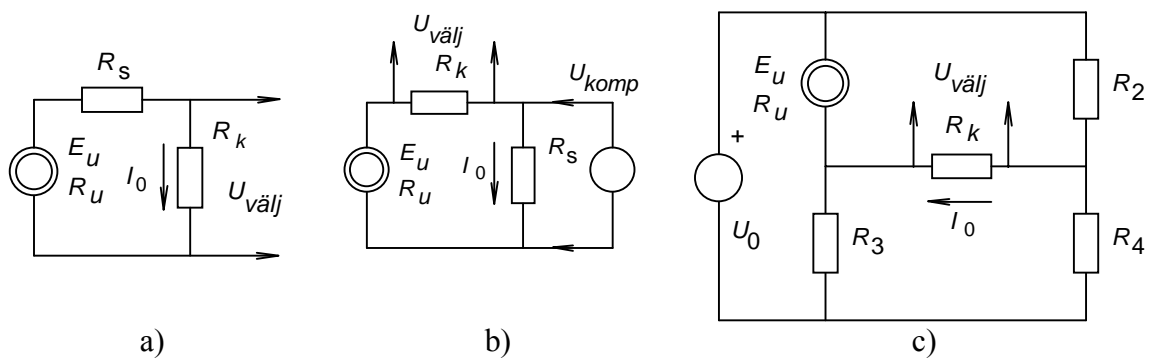 R_s
E_u
R_u
I_0
R_k
U_välj
a)
U_välj
R_k
U_komp
E_u
R_u
I_0
R_s
b)
E_u
R_u
U_välj
R_k
R_2
+
U_0
R_3
I_0
R_4
c)